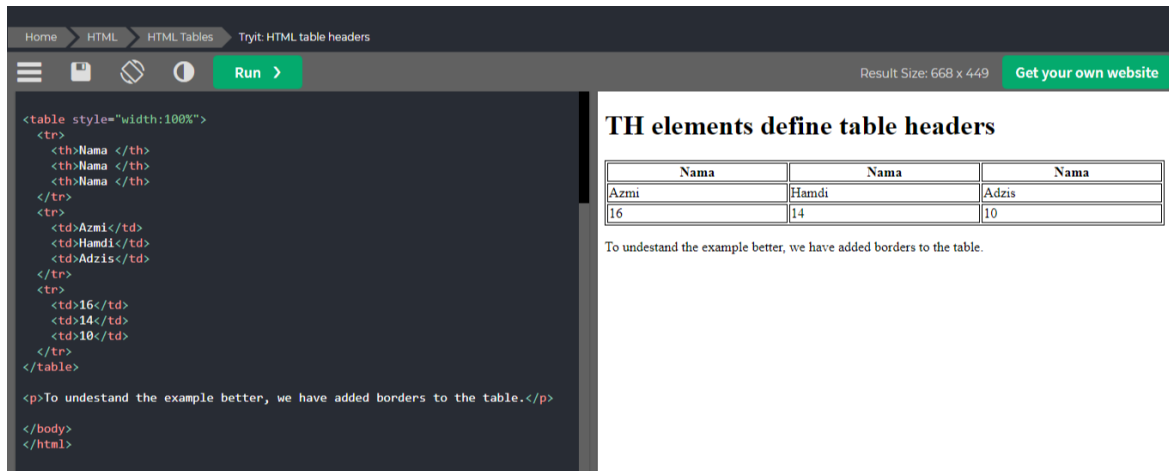 Home HTML HTML Tables Tryit: HTML table headers
Run ❯ Result Size: 668 x 449 Get your own website
<table style="width:100%">
  <tr>
    <th>Nama </th>
    <th>Nama </th>
    <th>Nama </th>
  </tr>
  <tr>
    <td>Azmi</td>
    <td>Hamdi</td>
    <td>Adzis</td>
  </tr>
  <tr>
    <td>16</td>
    <td>14</td>
    <td>10</td>
  </tr>
</table>
<p>To undestand the example better, we have added borders to the table.</p>
</body>
</html>
TH elements define table headers
Nama Nama Nama
Azmi Hamdi Adzis
16 14 10
To undestand the example better, we have added borders to the table.